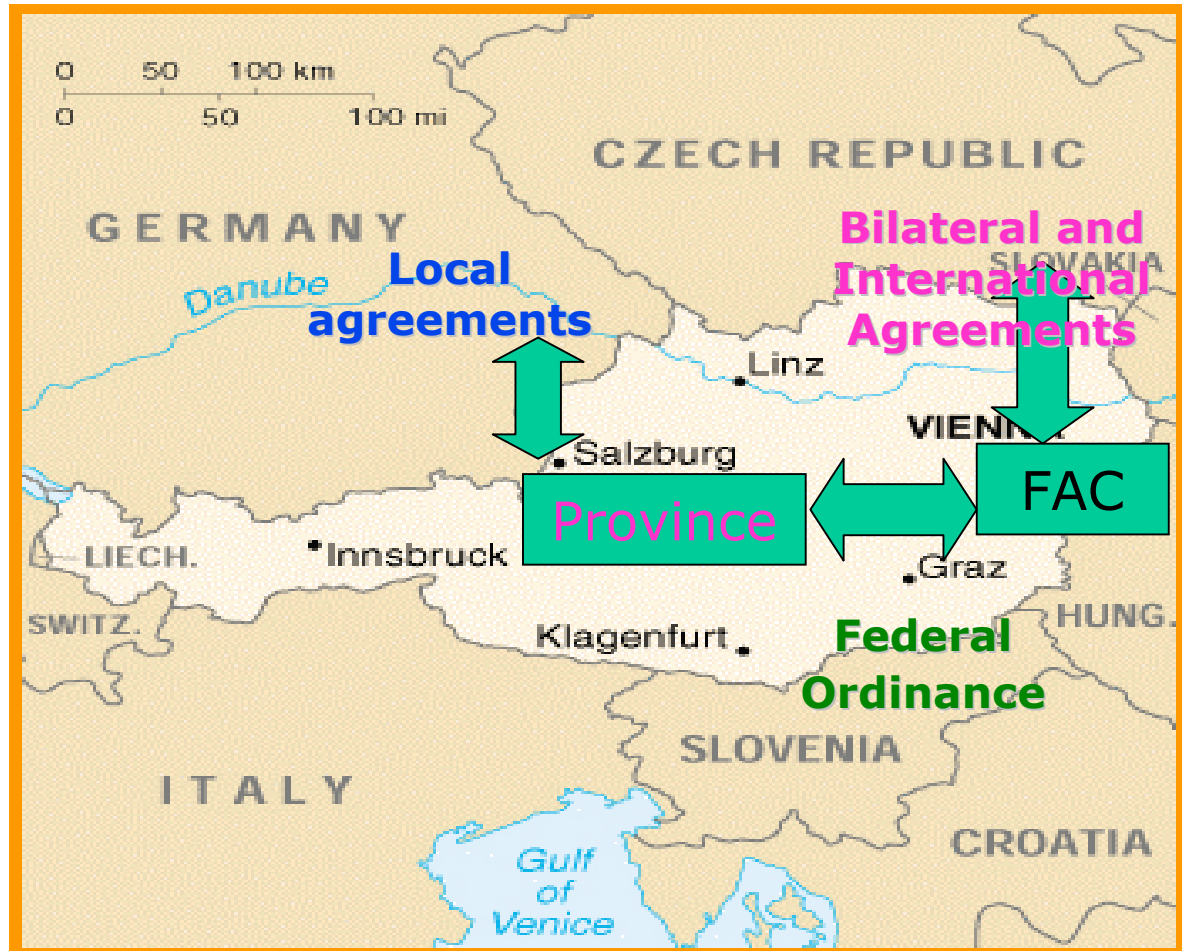 0 50 100 km
0 50 100 mi
CZECH REPUBLIC
GERMANY
Bilateral and
International
Agreements
SLOVAKIA
Local
agreements
Danube
Linz
VIENNA
Salzburg
Province
FAC
LIECH.
Innsbruck
Graz
SWITZ.
HUNG.
Klagenfurt
Federal
Ordinance
SLOVENIA
ITALY
CROATIA
Gulf
of
Venice